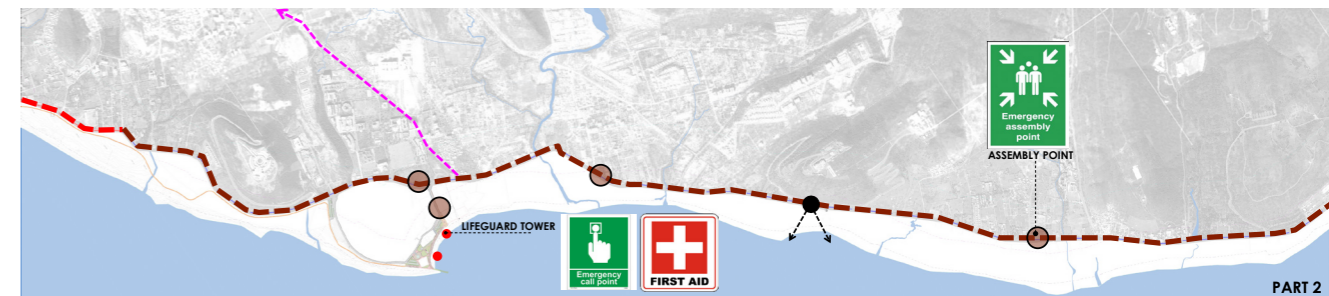 Emergency
assembly
point
ASSEMBLY POINT
LIFEGUARD TOWER
Emergency
call point
FIRST AID
PART 2